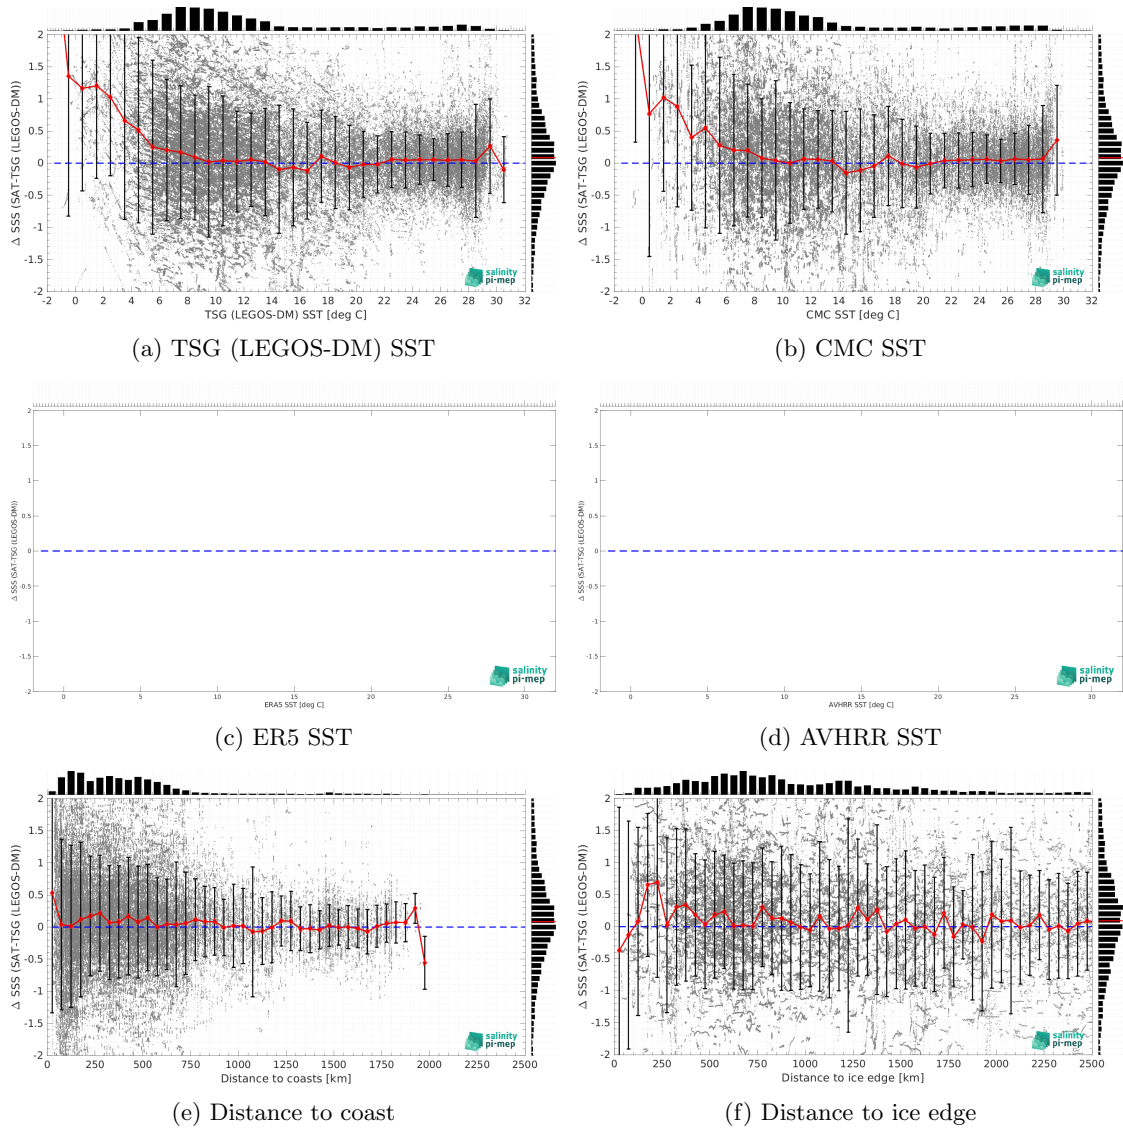 2
1.5
1
0.5
0
-0.5
-1
-1.5
-2
Δ SSS (SAT-TSG (LEGOS-DM))
-2 0 2 4 6 8 10 12 14 16 18 20 22 24 26 28 30 32
TSG (LEGOS-DM) SST [deg C]
salinity
pi-mep
(a) TSG (LEGOS-DM) SST
2
1.5
1
0.5
0
-0.5
-1
-1.5
-2
Δ SSS (SAT-TSG (LEGOS-DM))
-2 0 2 4 6 8 10 12 14 16 18 20 22 24 26 28 30 32
CMC SST [deg C]
salinity
pi-mep
(b) CMC SST
2
1.5
1
0.5
0
-0.5
-1
-1.5
-2
Δ SSS (SAT-TSG (LEGOS-DM))
0 5 10 15 20 25 30
ERA5 SST [deg C]
salinity
pi-mep
(c) ER5 SST
2
1.5
1
0.5
0
-0.5
-1
-1.5
-2
Δ SSS (SAT-TSG (LEGOS-DM))
0 5 10 15 20 25 30
AVHRR SST [deg C]
salinity
pi-mep
(d) AVHRR SST
2
1.5
1
0.5
0
-0.5
-1
-1.5
-2
Δ SSS (SAT-TSG (LEGOS-DM))
0 250 500 750 1000 1250 1500 1750 2000 2250 2500
Distance to coasts [km]
salinity
pi-mep
(e) Distance to coast
2
1.5
1
0.5
0
-0.5
-1
-1.5
-2
Δ SSS (SAT-TSG (LEGOS-DM))
0 250 500 750 1000 1250 1500 1750 2000 2250 2500
Distance to ice edge [km]
salinity
pi-mep
(f) Distance to ice edge